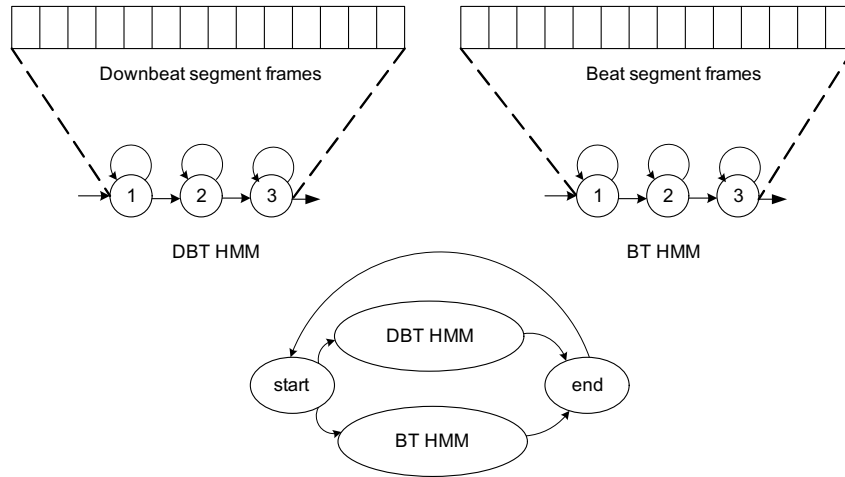 Downbeat segment frames
Beat segment frames
1 2 3
1 2 3
DBT HMM
BT HMM
DBT HMM
start
end
BT HMM